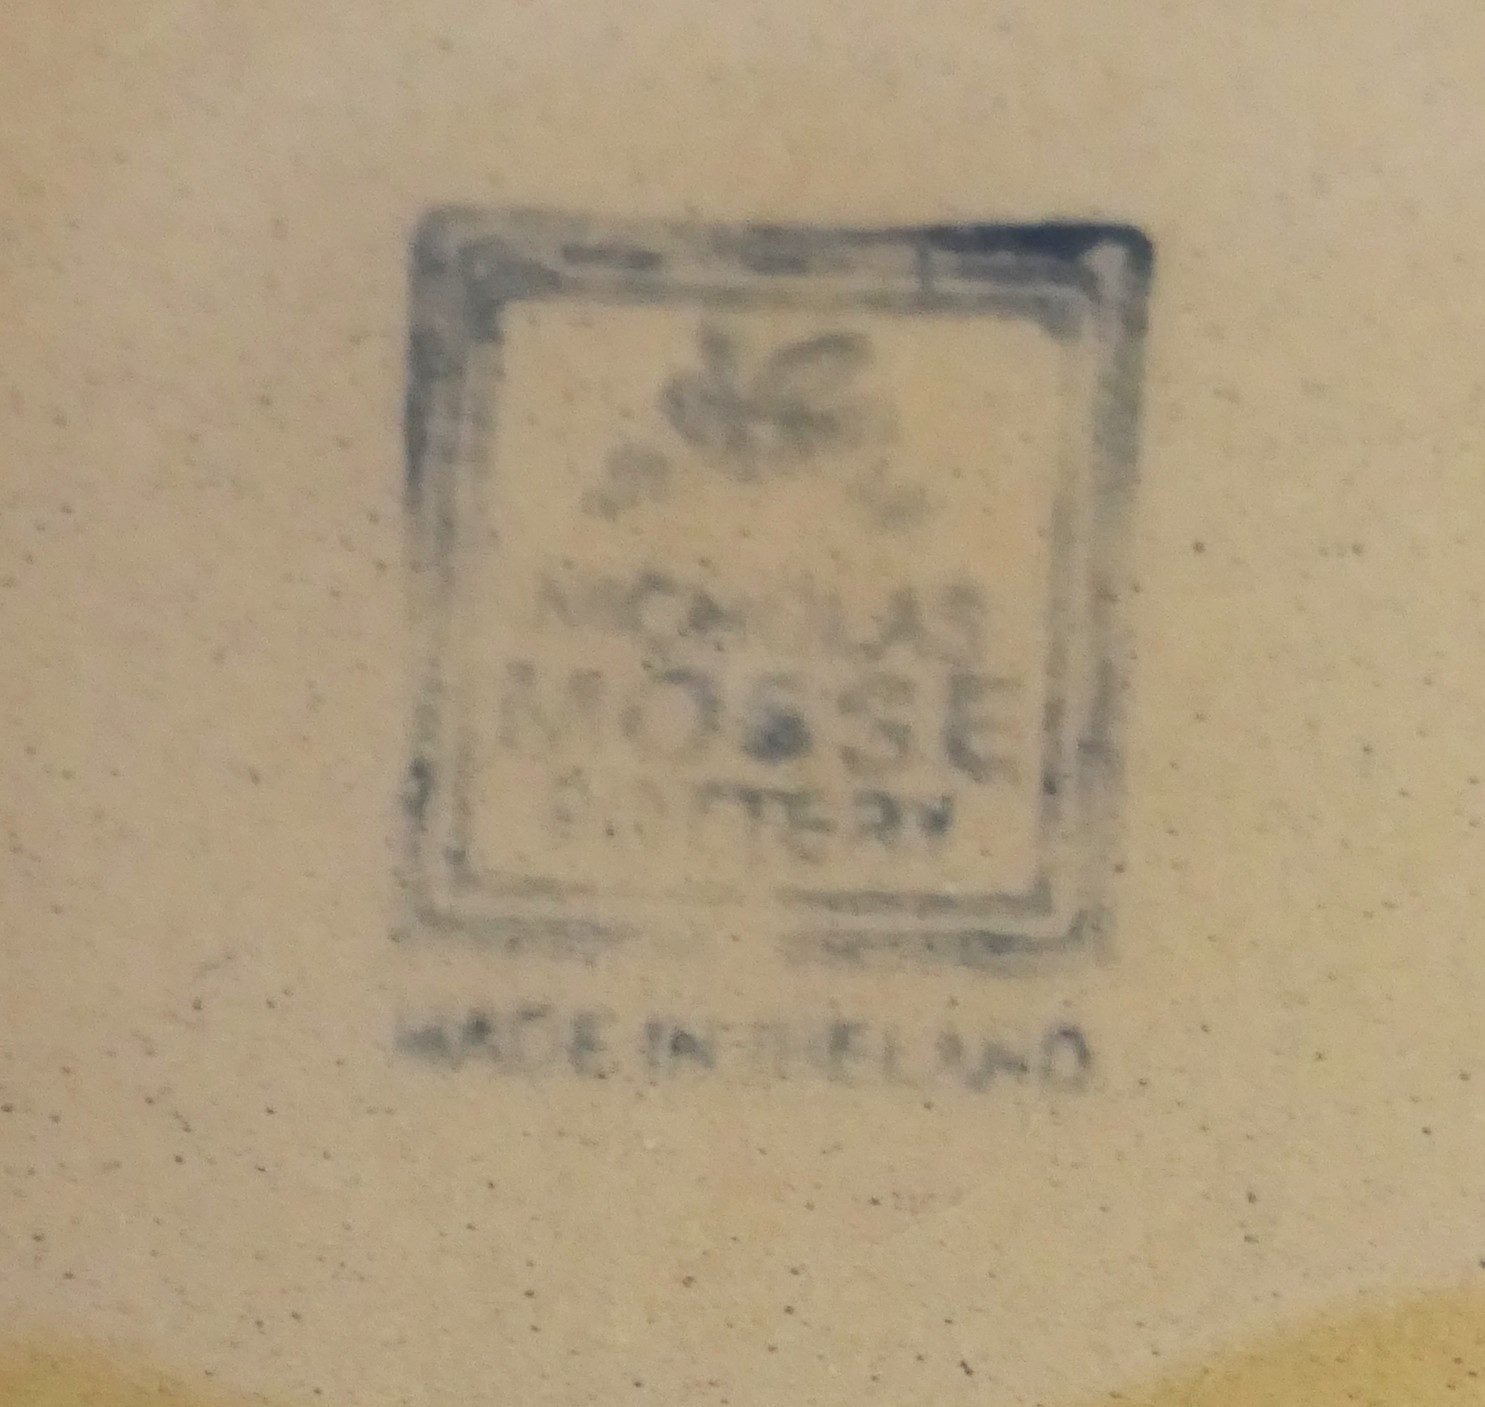 NICHOLAS
MOSSE
POTTERY
MADE IN IRELAND